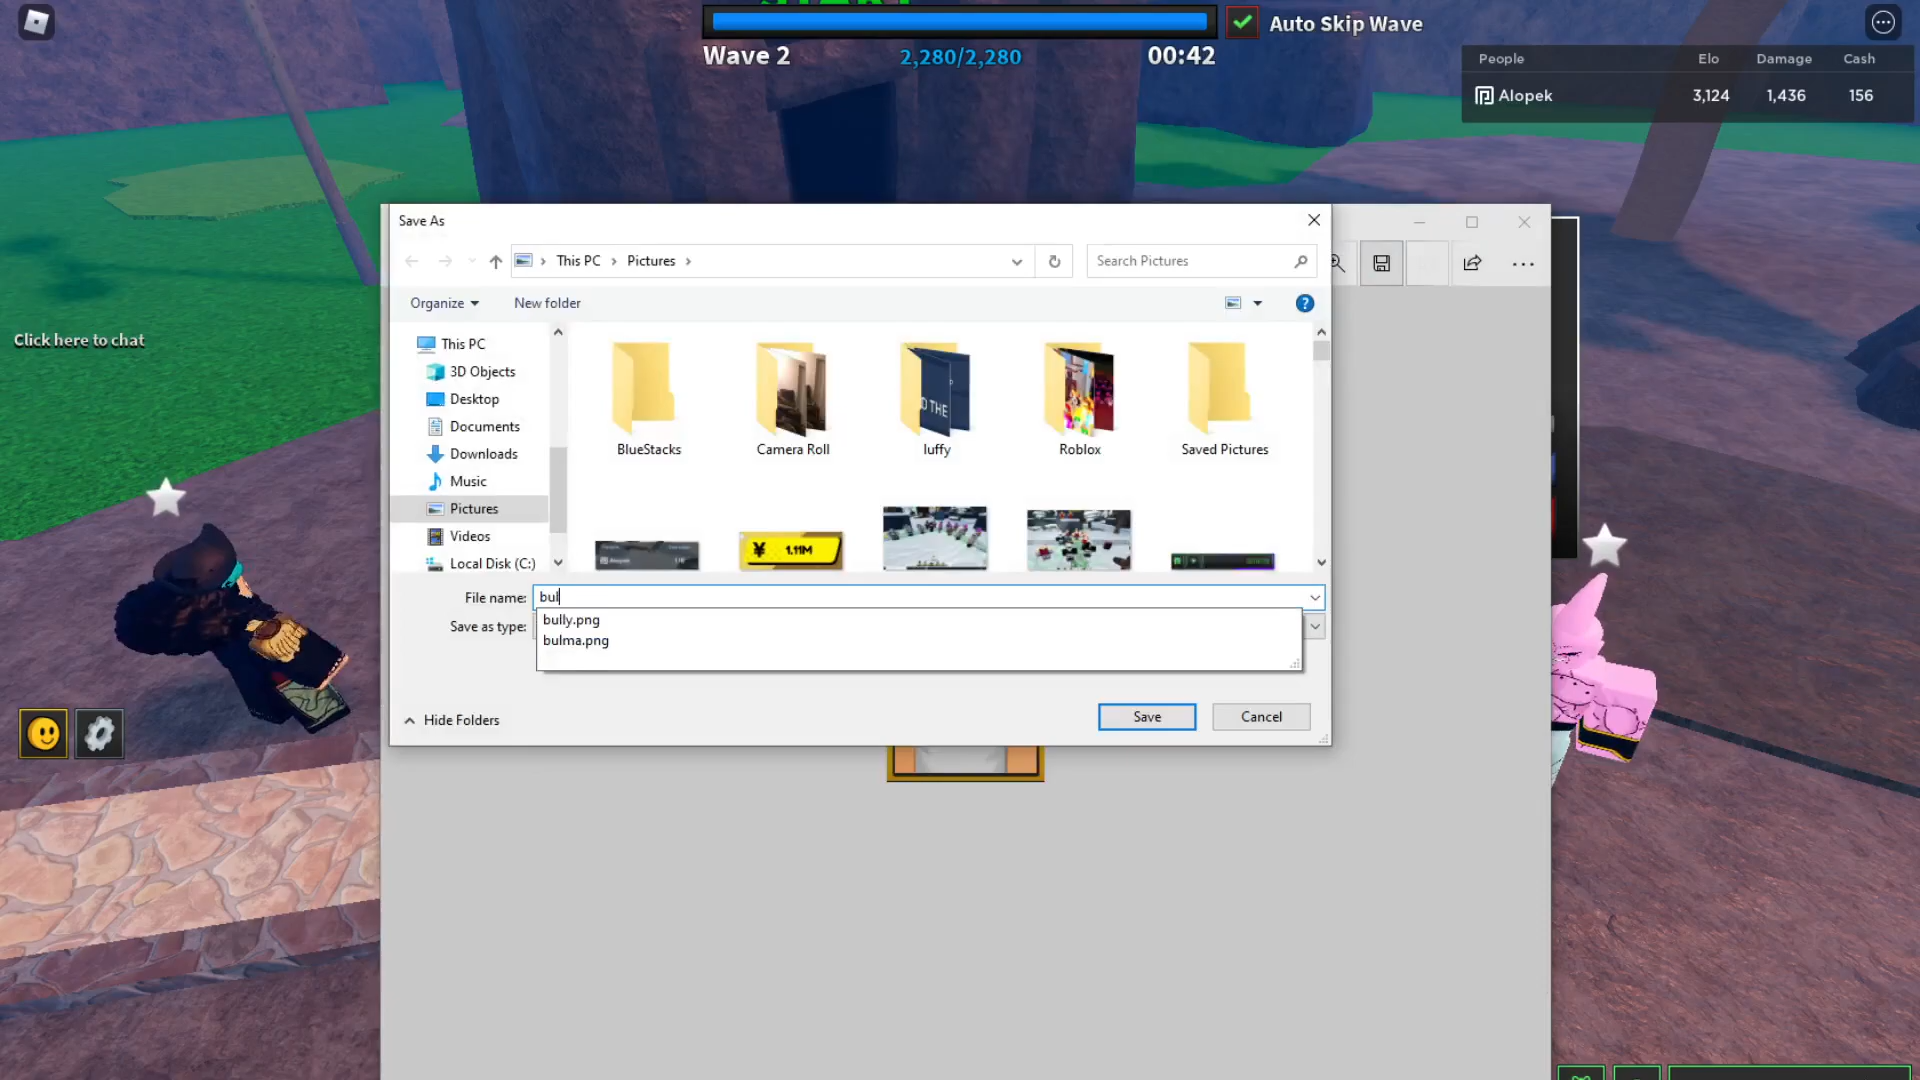 Auto Skip Wave
Wave 2
2,280/2,280
00:42
People Elo Damage Cash
Alopek 3,124 1,436 156
Click here to chat
Save As
This PC > Pictures >
Search Pictures
Organize
New folder
This PC
3D Objects
Desktop
Documents
Downloads
Music
Pictures
Videos
Local Disk (C:)
O THE
BlueStacks
Camera Roll
luffy
Roblox
Saved Pictures
¥ 1.11M
File name: bul
Save as type:
bully.png
bulma.png
Hide Folders
Save
Cancel